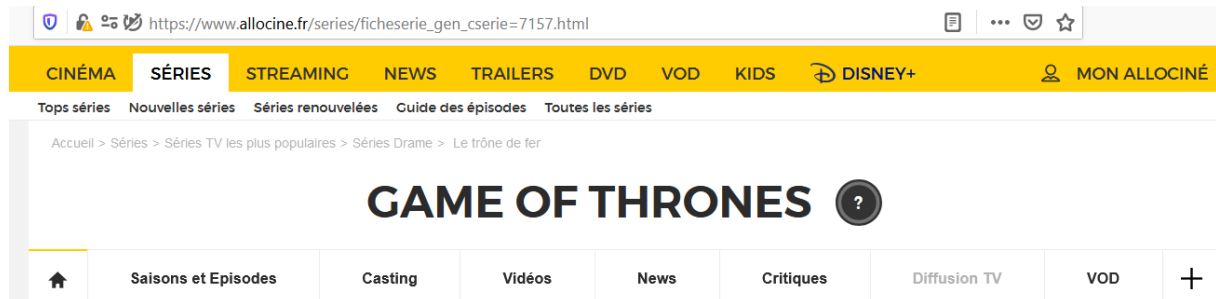 https://www.allocine.fr/series/ficheserie_gen_cserie=7157.html
CINÉMA SÉRIES STREAMING NEWS TRAILERS DVD VOD KIDS DISNEY+ MON ALLOCINÉ
Tops séries Nouvelles séries Séries renouvelées Guide des épisodes Toutes les séries
Accueil > Séries > Séries TV les plus populaires > Séries Drame > Le trône de fer
GAME OF THRONES ?
Saisons et Episodes Casting Vidéos News Critiques Diffusion TV VOD +